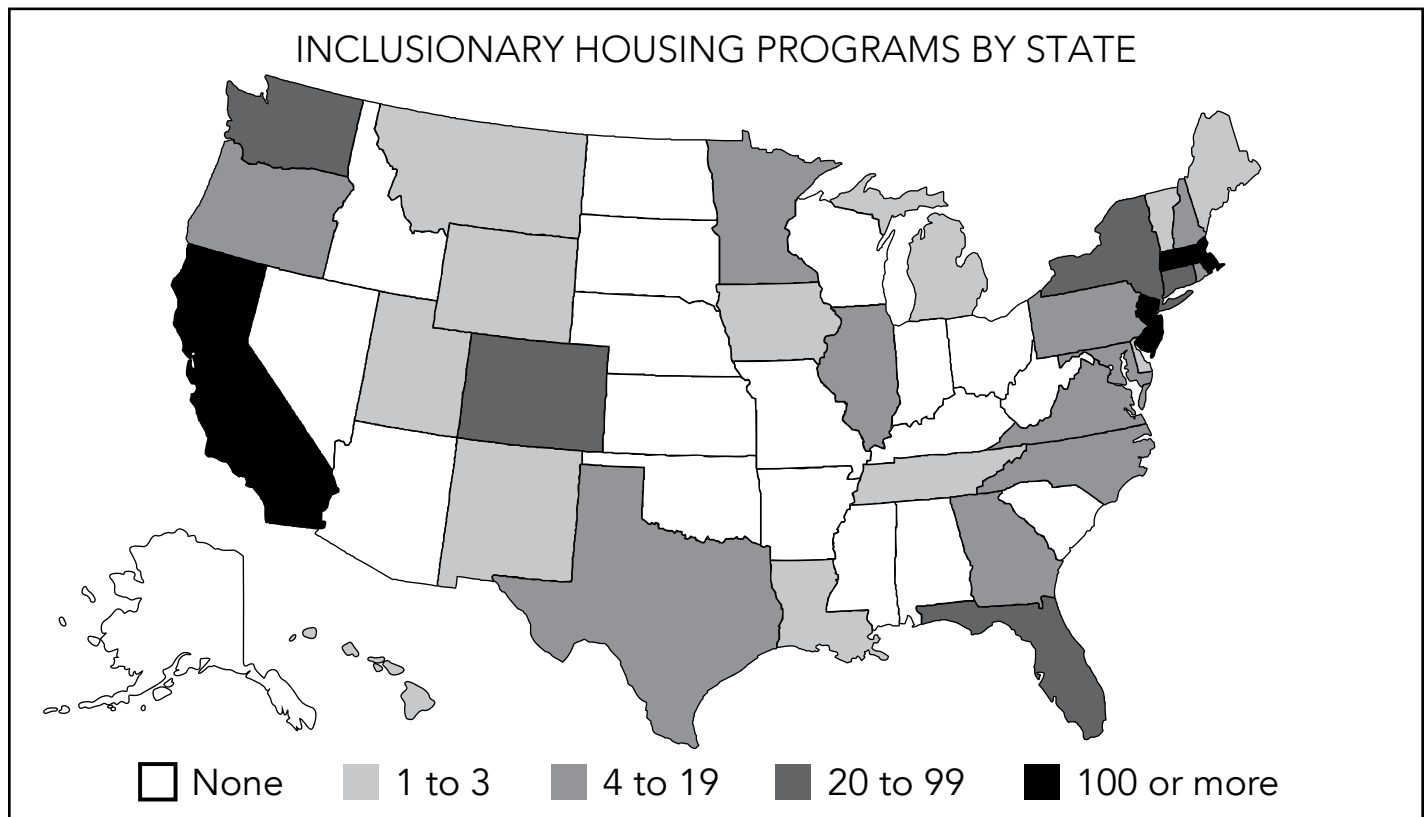 INCLUSIONARY HOUSING PROGRAMS BY STATE
None 1 to 3 4 to 19 20 to 99 100 or more